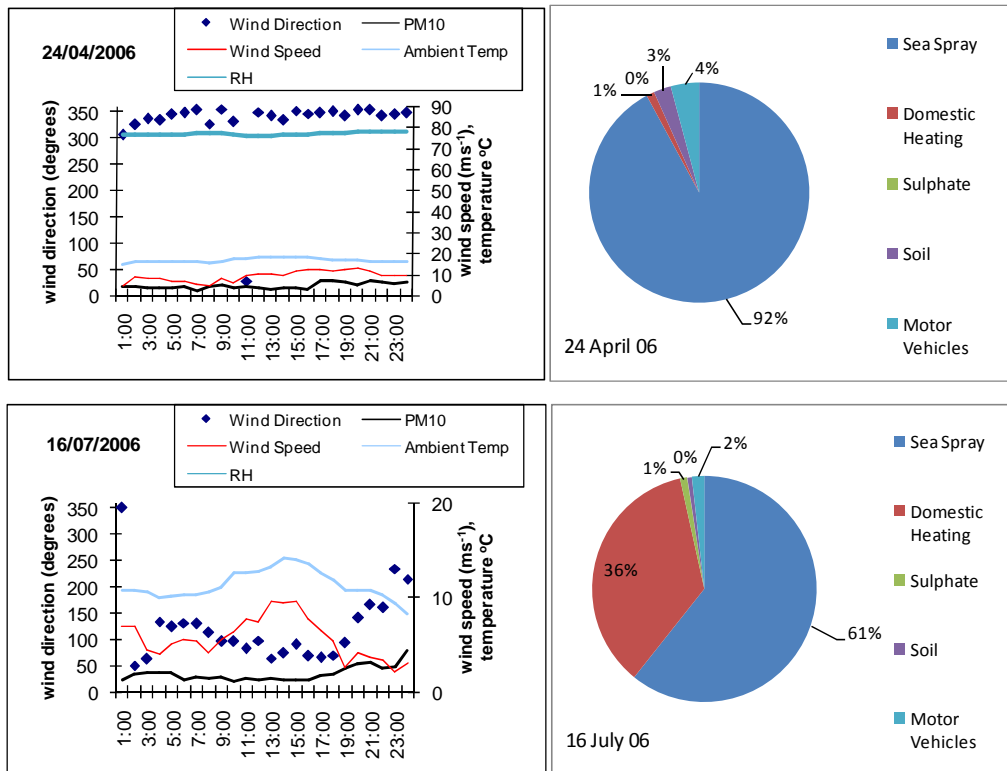 24/04/2006
Wind Direction
PM10
Wind Speed
Ambient Temp
RH
wind direction (degrees)
350
300
250
200
150
100
50
0
90
80
70
60
50
40
30
20
10
0
wind speed (ms-1),
temperature ºC
1:00
3:00
5:00
7:00
9:00
11:00
13:00
15:00
17:00
19:00
21:00
23:00
1%
0%
3%
4%
92%
24 April 06
Sea Spray
Domestic
Heating
Sulphate
Soil
Motor
Vehicles
16/07/2006
Wind Direction
PM10
Wind Speed
Ambient Temp
RH
wind direction (degrees)
350
300
250
200
150
100
50
0
20
10
0
wind speed (ms-1),
temperature ºC
1:00
3:00
5:00
7:00
9:00
11:00
13:00
15:00
17:00
19:00
21:00
23:00
1%
0%
2%
36%
61%
16 July 06
Sea Spray
Domestic
Heating
Sulphate
Soil
Motor
Vehicles